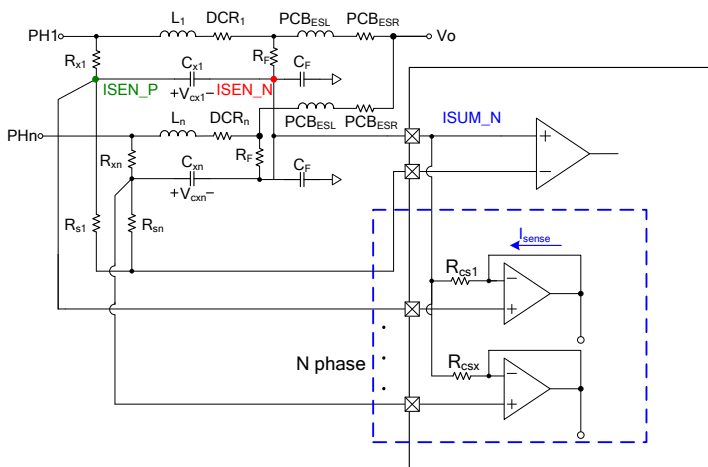 L1 DCR1 PCBESL PCBESR
PH1 Vo
Rx1 RF
Cx1 CF
ISEN_P ISEN_N
+Vcx1−
Ln DCRn PCBESL PCBESR
PHn
ISUM_N
Rxn Cxn RF CF
+Vcxn −
Rs1 Rsn
+
−
Isense
Rcs1
−
+
N phase
Rcsx
−
+